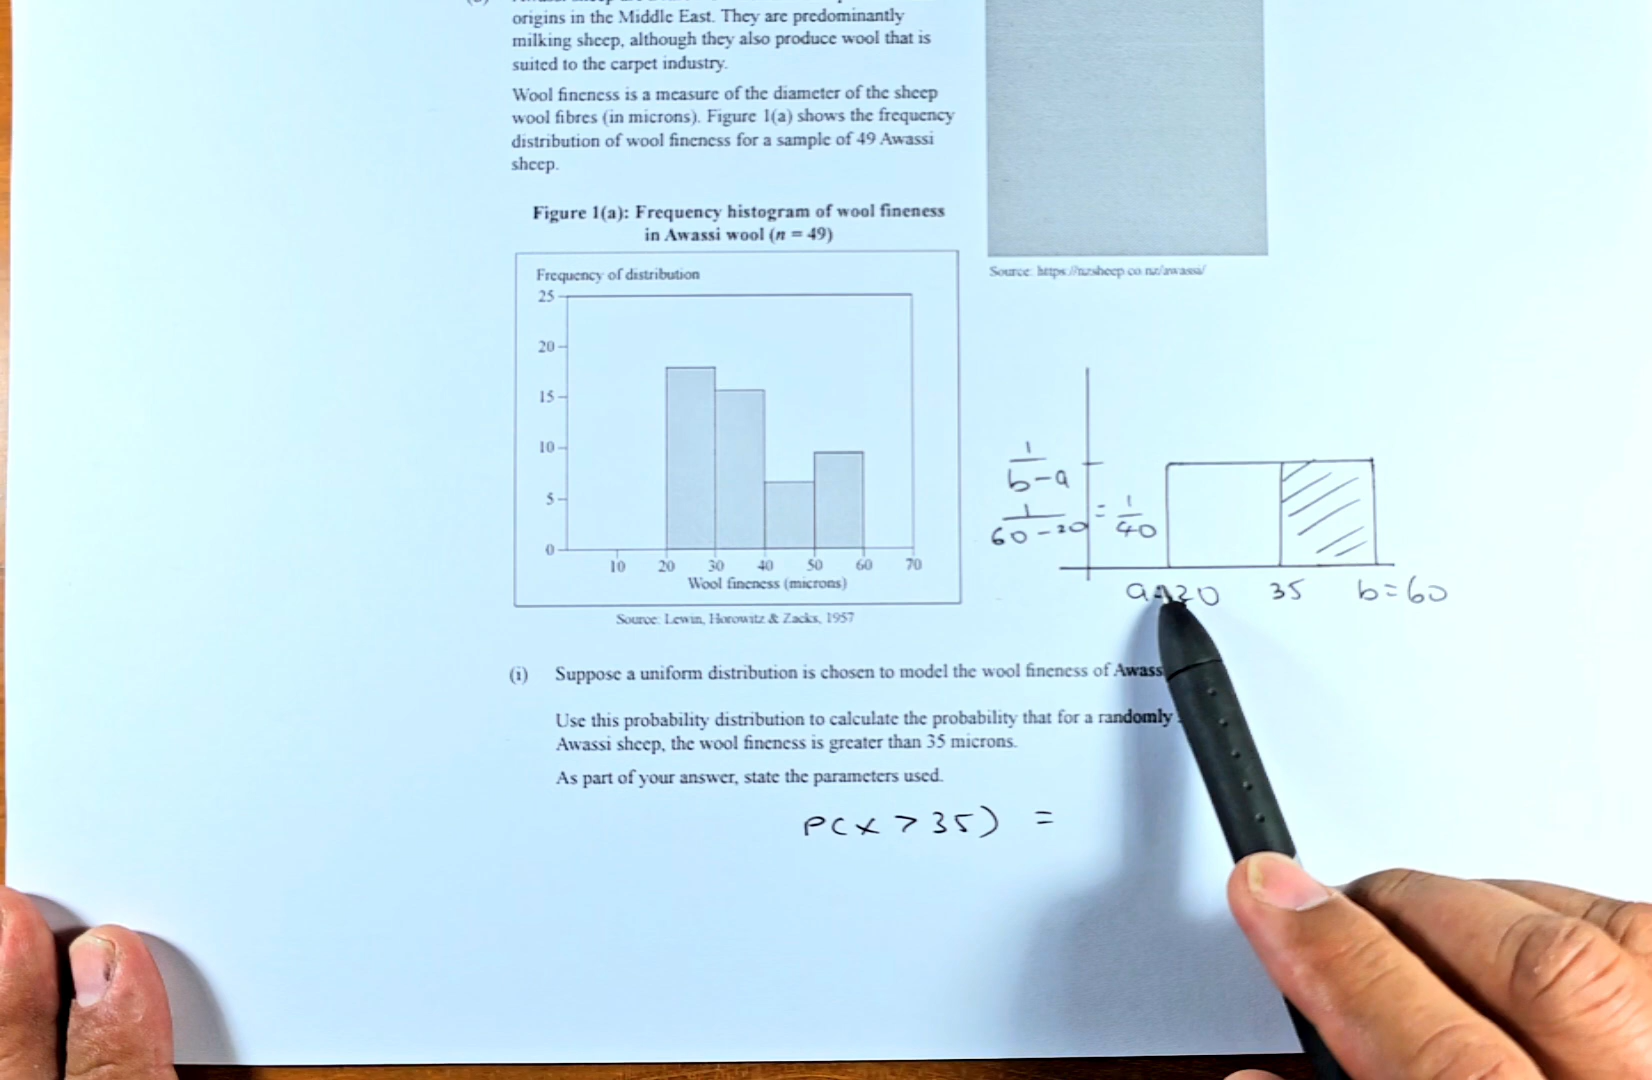 origins in the Middle East. They are predominantly
milking sheep, although they also produce wool that is
suited to the carpet industry.
Wool fineness is a measure of the diameter of the sheep
wool fibres (in microns). Figure 1(a) shows the frequency
distribution of wool fineness for a sample of 49 Awassi
sheep.
Figure 1(a): Frequency histogram of wool fineness
in Awassi wool (n = 49)
Frequency of distribution
25
20
15
10
5
0
10 20 30 40 50 60 70
Wool fineness (microns)
Source: Lewin, Horowitz & Zacks, 1957
Source: https://nzsheep.co.nz/awassi/
1
b-a
1
60-20
= 1
40
a=20 35 b=60
(i) Suppose a uniform distribution is chosen to model the wool fineness of Awass
Use this probability distribution to calculate the probability that for a randomly
Awassi sheep, the wool fineness is greater than 35 microns.
As part of your answer, state the parameters used.
P(X > 35) =